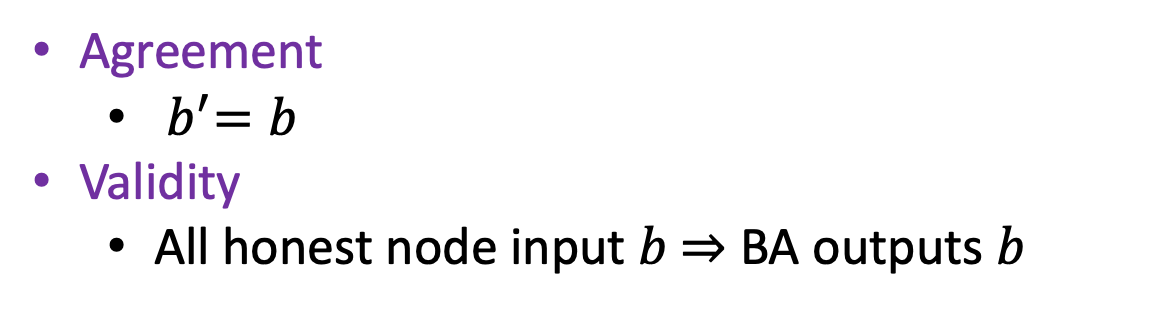 • Agreement
• b′ = b
• Validity
• All honest node input b ⇒ BA outputs b